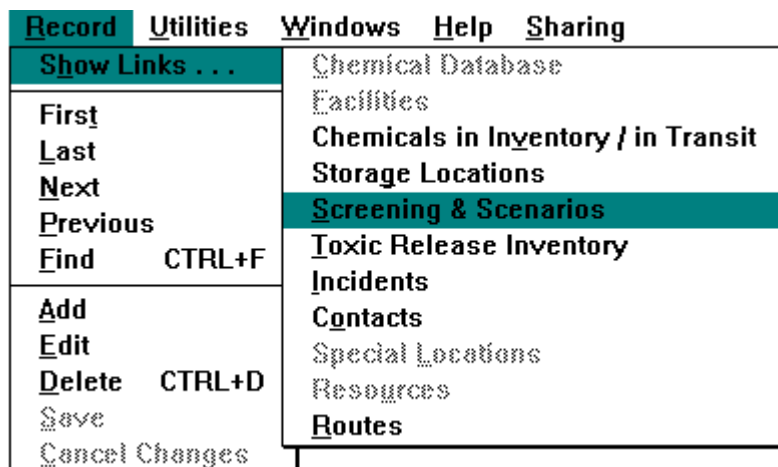 Record Utilities Windows Help Sharing
Show Links . . .
First
Last
Next
Previous
Find CTRL+F
Add
Edit
Delete CTRL+D
Save
Cancel Changes
Chemical Database
Facilities
Chemicals in Inventory / in Transit
Storage Locations
Screening & Scenarios
Toxic Release Inventory
Incidents
Contacts
Special Locations
Resources
Routes